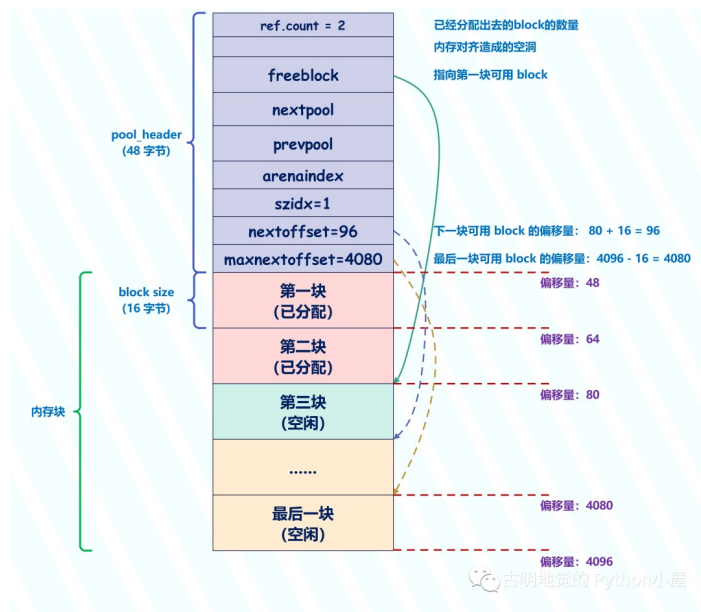 ref.count = 2
已经分配出去的block的数量
内存对齐造成的空洞
freeblock
指向第一块可用 block
nextpool
pool_header
(48 字节)
prevpool
arenaindex
szidx=1
nextoffset=96
下一块可用 block 的偏移量： 80 + 16 = 96
maxnextoffset=4080
最后一块可用 block 的偏移量：4096 - 16 = 4080
偏移量：48
block size
(16 字节)
第一块
(已分配)
偏移量：64
第二块
(已分配)
偏移量：80
内存块
第三块
(空闲)
......
偏移量：4080
最后一块
(空闲)
偏移量：4096
古明地觉的 Python小屋